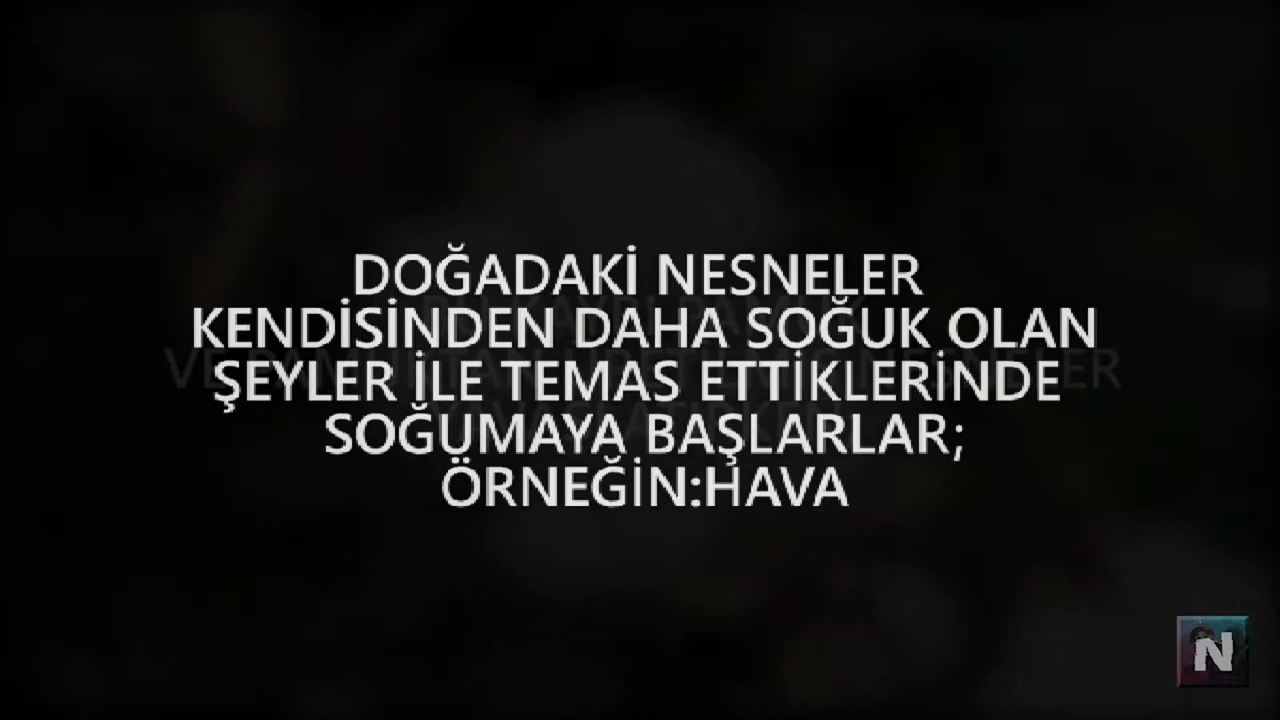 DOĞADAKİ NESNELER
KENDİSİNDEN DAHA SOĞUK OLAN
ŞEYLER İLE TEMAS ETTİKLERİNDE
SOĞUMAYA BAŞLARLAR;
ÖRNEĞİN:HAVA
N